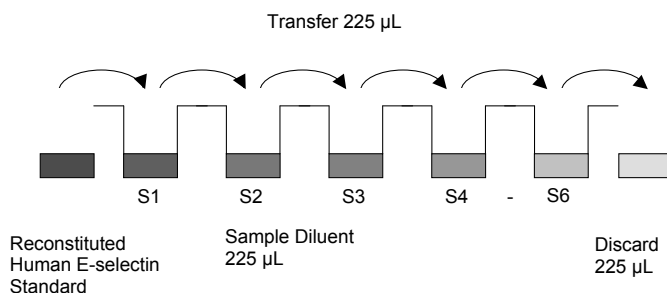 Transfer 225 µL
S1 S2 S3 S4 - S6
Reconstituted
Human E-selectin
Standard
Sample Diluent
225 µL
Discard
225 µL